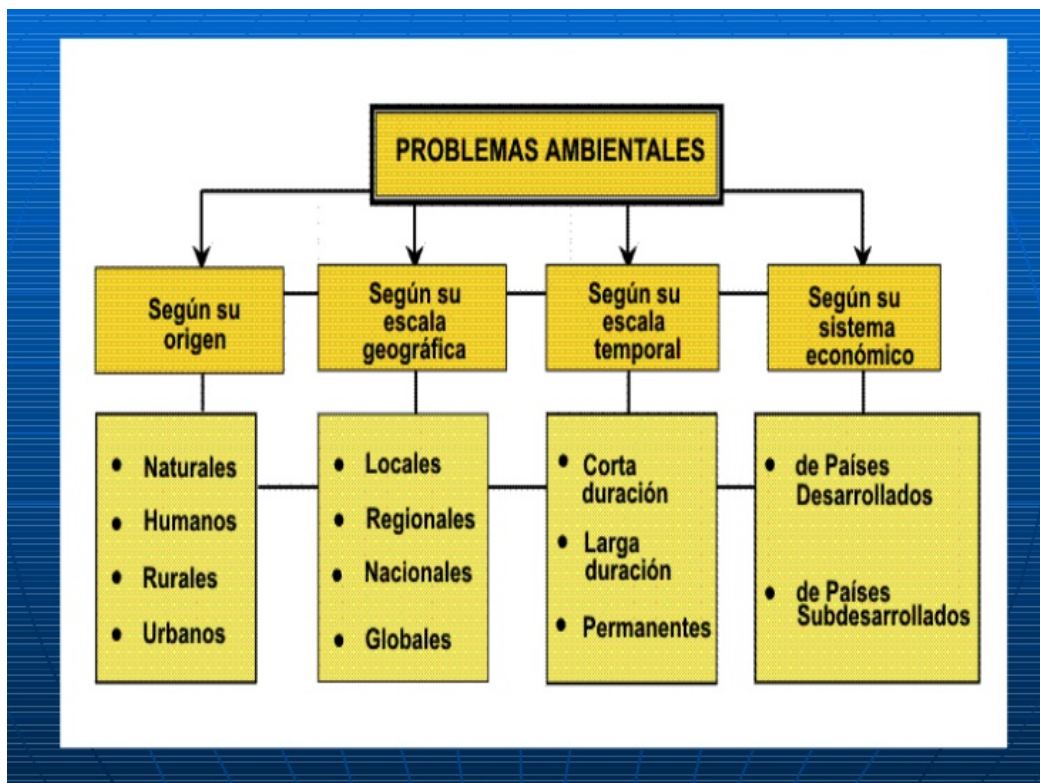 PROBLEMAS AMBIENTALES
Según su
origen
Según su
escala
geográfica
Según su
escala
temporal
Según su
sistema
económico
• Naturales
• Humanos
• Rurales
• Urbanos
• Locales
• Regionales
• Nacionales
• Globales
• Corta
duración
• Larga
duración
• Permanentes
• de Países
Desarrollados
• de Países
Subdesarrollados